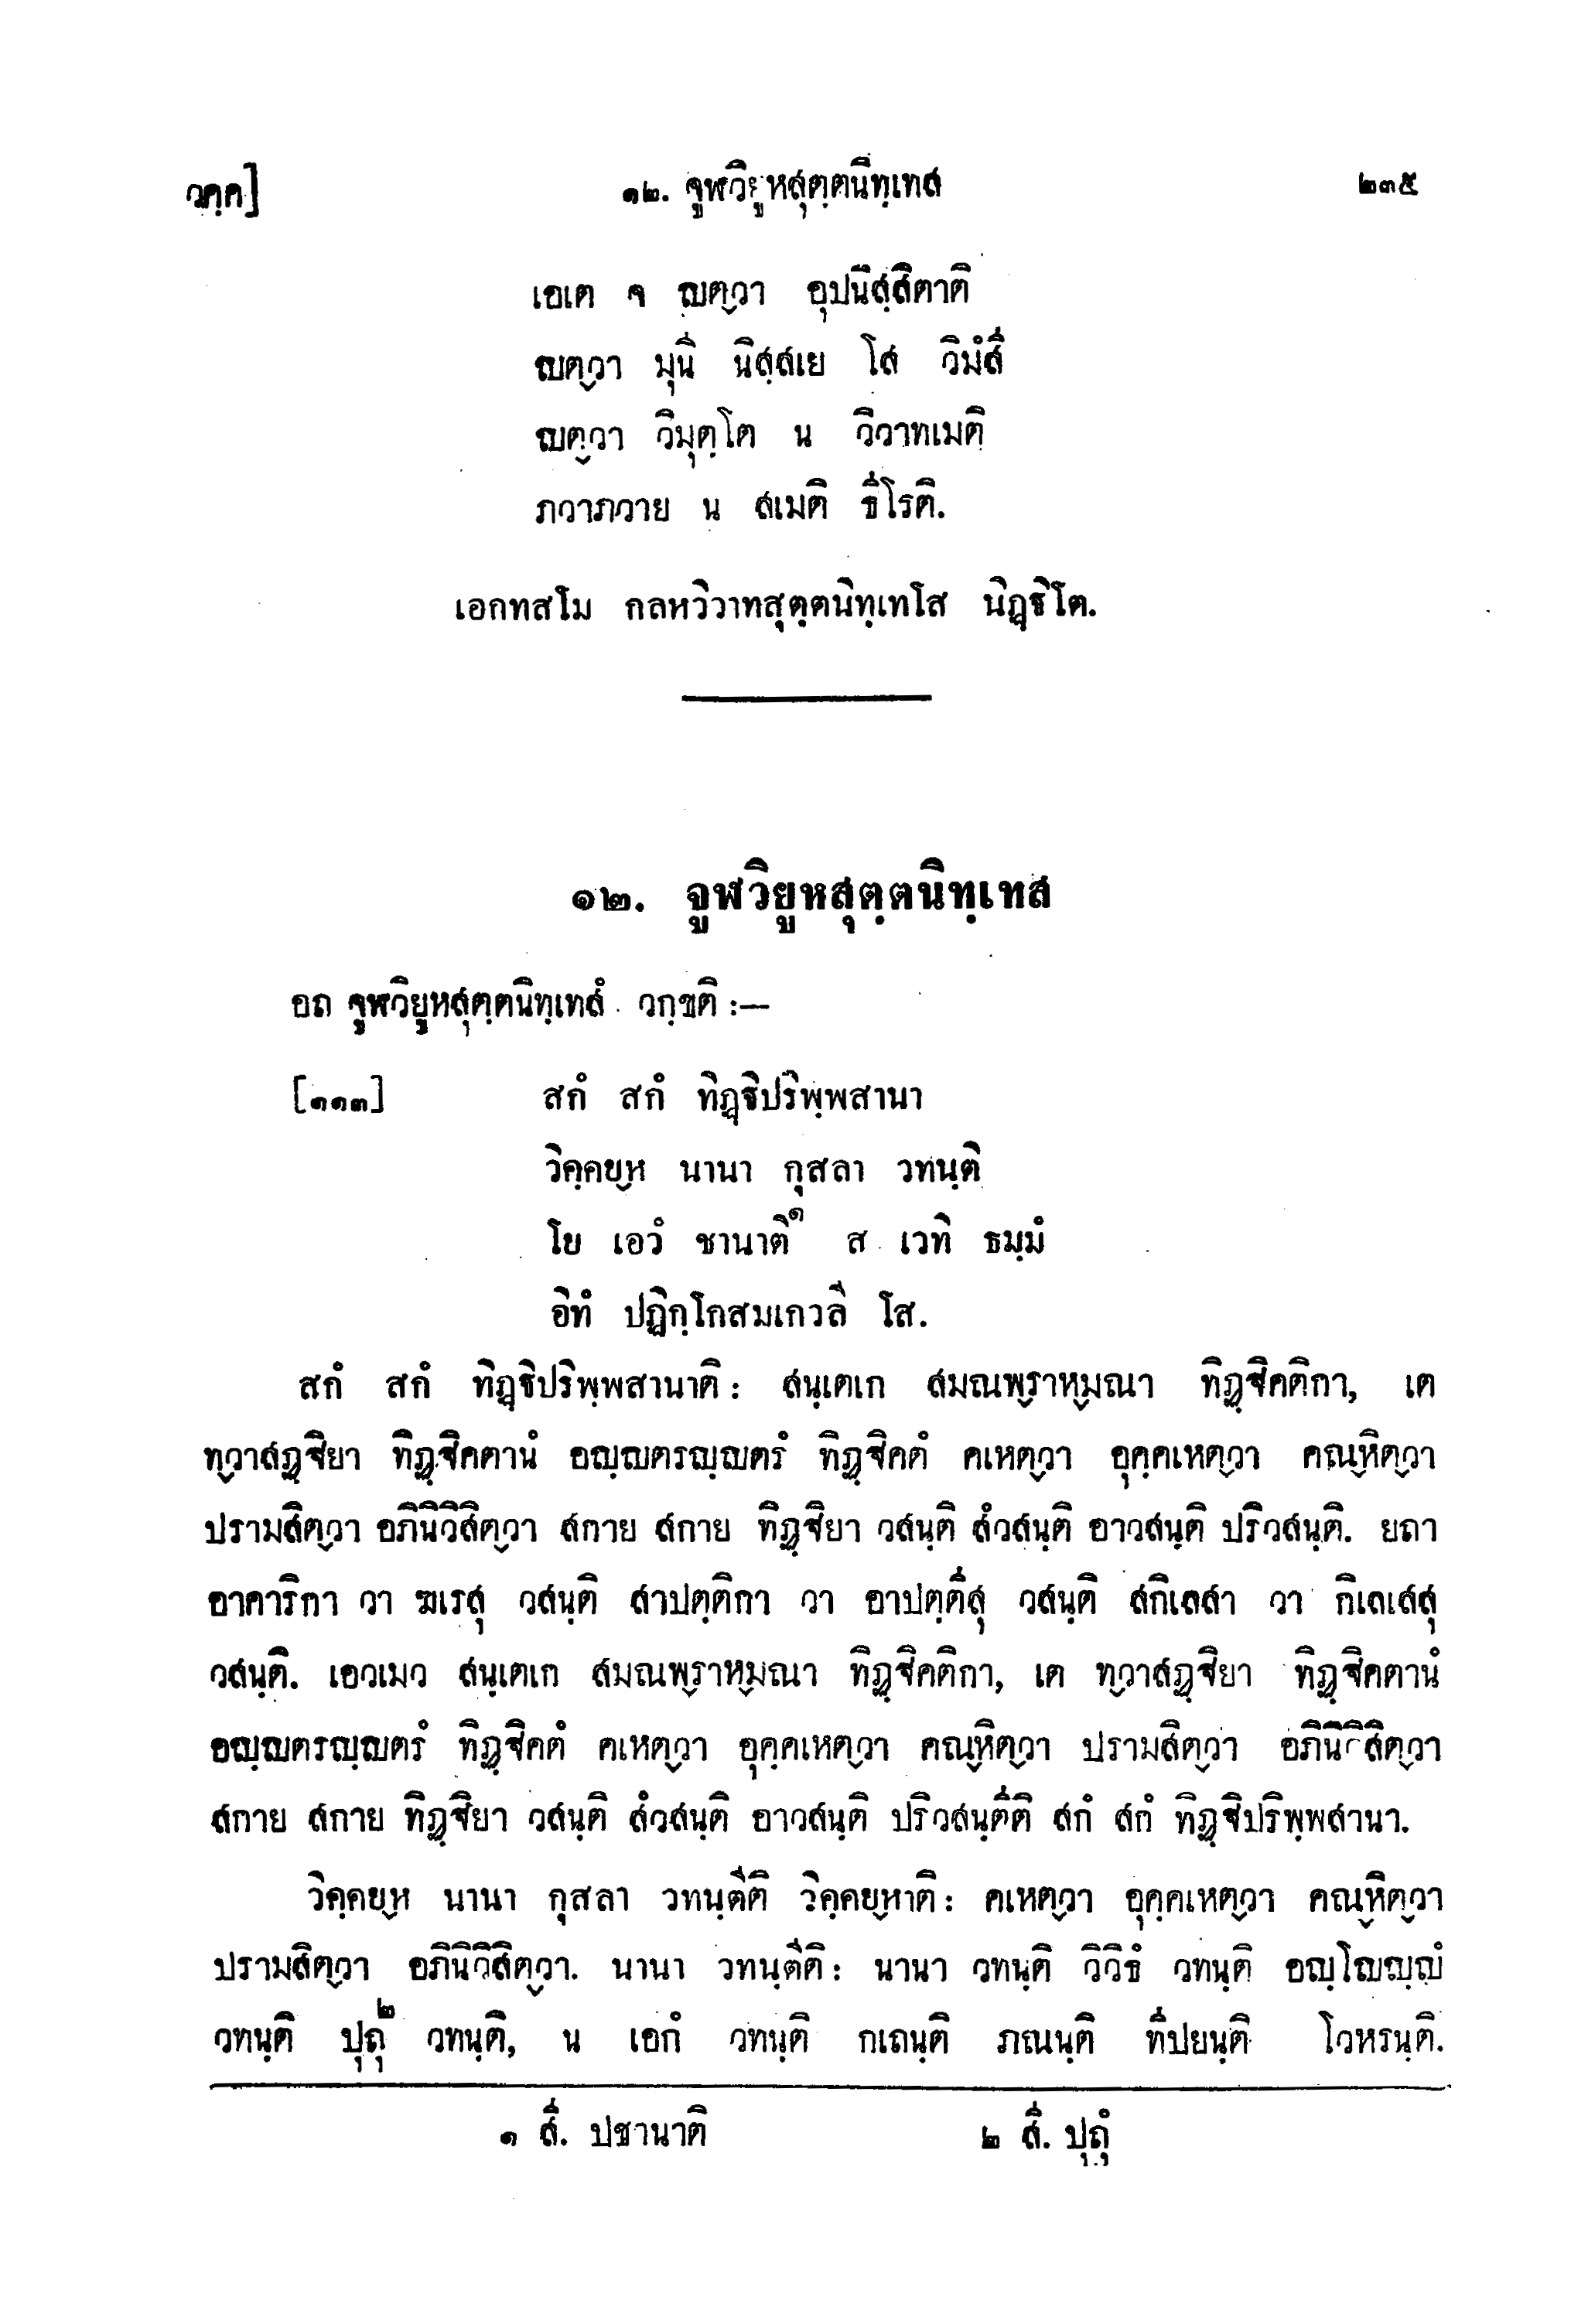 วคฺค]
๑๒. จูฬวิยูหสุตฺตนิทฺเทส
๒๓๕
เอเต จ ญตฺวา อุปนิสฺสิตาติ
ญตฺวา มุนิ นิสฺสเย โส วิมํสี
ญตฺวา วิมุตฺโต น วิวาทเมติ
ภวาภวาย น สเมติ ธีโรติ.
เอกทสโม กลหวิวาทสุตฺตนิทฺเทโส นิฏฺฐิโต.
๑๒. จูฬวิยูหสุตฺตนิทฺเทส
อถ จูฬวิยูหสุตฺตนิทฺเทสํ วกฺขติ :—
[๑๑๓] สกํ สกํ ทิฏฺฐิปริพฺพสานา
วิคฺคยฺห นานา กุสลา วทนฺติ
โย เอวํ ชานาติ๑ ส เวทิ ธมฺมํ
อิทํ ปฏิกฺโกสมเกวลี โส.
สกํ สกํ ทิฏฺฐิปริพฺพสานาติ : สนฺเตเก สมณพฺราหฺมณา ทิฏฺฐิคติกา, เต
ทฺวาสฏฺฐิยา ทิฏฺฐิคตานํ อญฺญตรญฺญตรํ ทิฏฺฐิคตํ คเหตฺวา อุคฺคเหตฺวา คณฺหิตฺวา
ปรามสิตฺวา อภินิวิสิตฺวา สกาย สกาย ทิฏฺฐิยา วสนฺติ สํวสนฺติ อาวสนฺติ ปริวสนฺติ. ยถา
อาคาริกา วา ฆเรสุ วสนฺติ สาปตฺติกา วา อาปตฺตีสุ วสนฺติ สกิเลสา วา กิเลเสสุ
วสนฺติ. เอวเมว สนฺเตเก สมณพฺราหฺมณา ทิฏฺฐิคติกา, เต ทฺวาสฏฺฐิยา ทิฏฺฐิคตานํ
อญฺญตรญฺญตรํ ทิฏฺฐิคตํ คเหตฺวา อุคฺคเหตฺวา คณฺหิตฺวา ปรามสิตฺวา อภินิวิสิตฺวา
สกาย สกาย ทิฏฺฐิยา วสนฺติ สํวสนฺติ อาวสนฺติ ปริวสนฺตีติ สกํ สกํ ทิฏฺฐิปริพฺพสานา.
วิคฺคยฺห นานา กุสลา วทนฺตีติ วิคฺคยฺหาติ : คเหตฺวา อุคฺคเหตฺวา คณฺหิตฺวา
ปรามสิตฺวา อภินิวิสิตฺวา. นานา วทนฺตีติ : นานา วทนฺติ วิวิธํ วทนฺติ อญฺโญญฺญํ
วทนฺติ ปุถุ๒ วทนฺติ, น เอกํ วทนฺติ กเถนฺติ ภณนฺติ ทีปยนฺติ โวหรนฺติ.
๑ สี. ปชานาติ ๒ สี. ปุถุํ